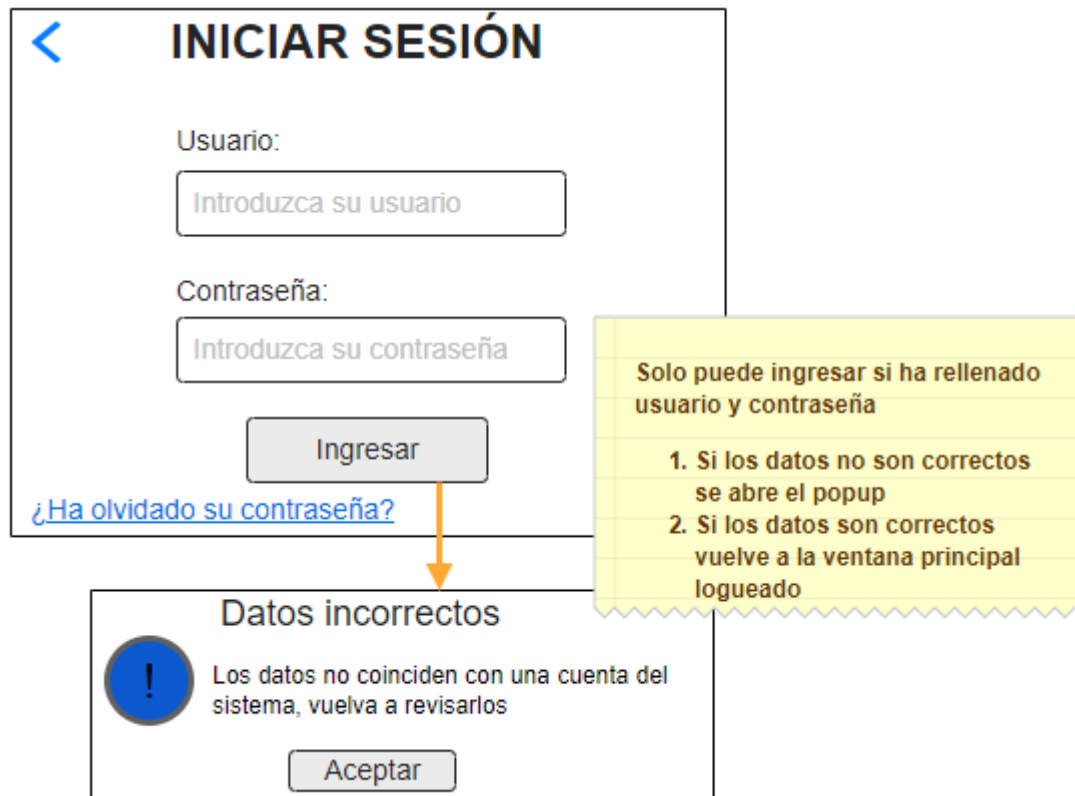 INICIAR SESIÓN
Usuario:
Introduzca su usuario
Contraseña:
Introduzca su contraseña
Ingresar
¿Ha olvidado su contraseña?
Solo puede ingresar si ha rellenado
usuario y contraseña
1. Si los datos no son correctos
se abre el popup
2. Si los datos son correctos
vuelve a la ventana principal
logueado
Datos incorrectos
!
Los datos no coinciden con una cuenta del
sistema, vuelva a revisarlos
Aceptar